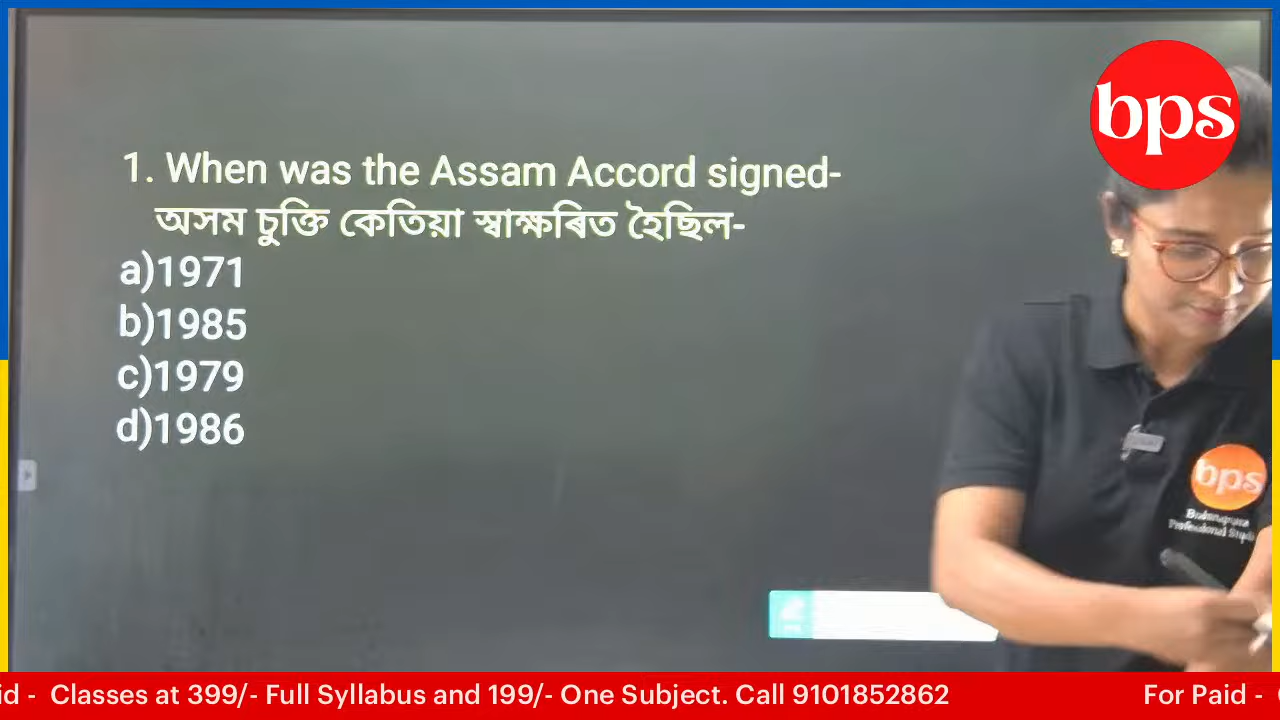 bps
1. When was the Assam Accord signed-
অসম চুক্তি কেতিয়া স্বাক্ষৰিত হৈছিল-
a)1971
b)1985
c)1979
d)1986
bps
Professional
id - Classes at 399/- Full Syllabus and 199/- One Subject. Call 9101852862 For Paid -